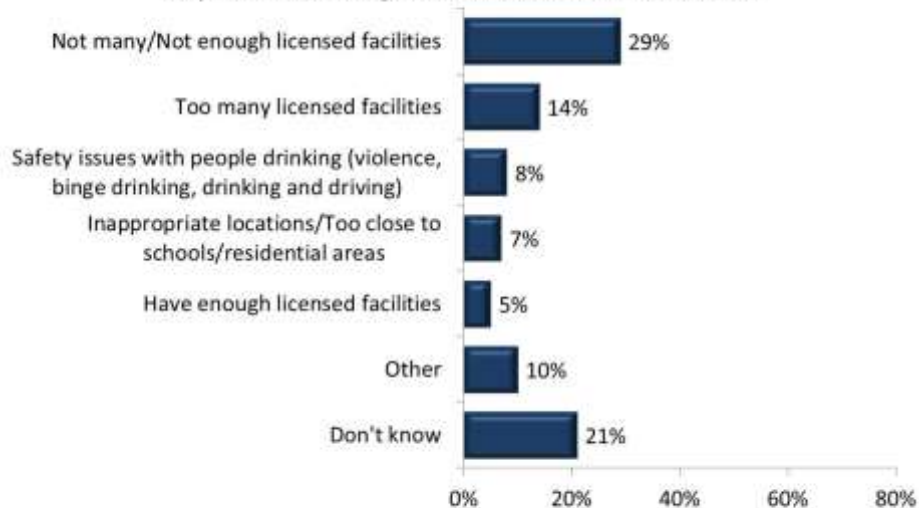 Not many/Not enough licensed facilities 29%
Too many licensed facilities 14%
Safety issues with people drinking (violence,
binge drinking, drinking and driving) 8%
Inappropriate locations/Too close to
schools/residential areas 7%
Have enough licensed facilities 5%
Other 10%
Don't know 21%
0% 20% 40% 60% 80%